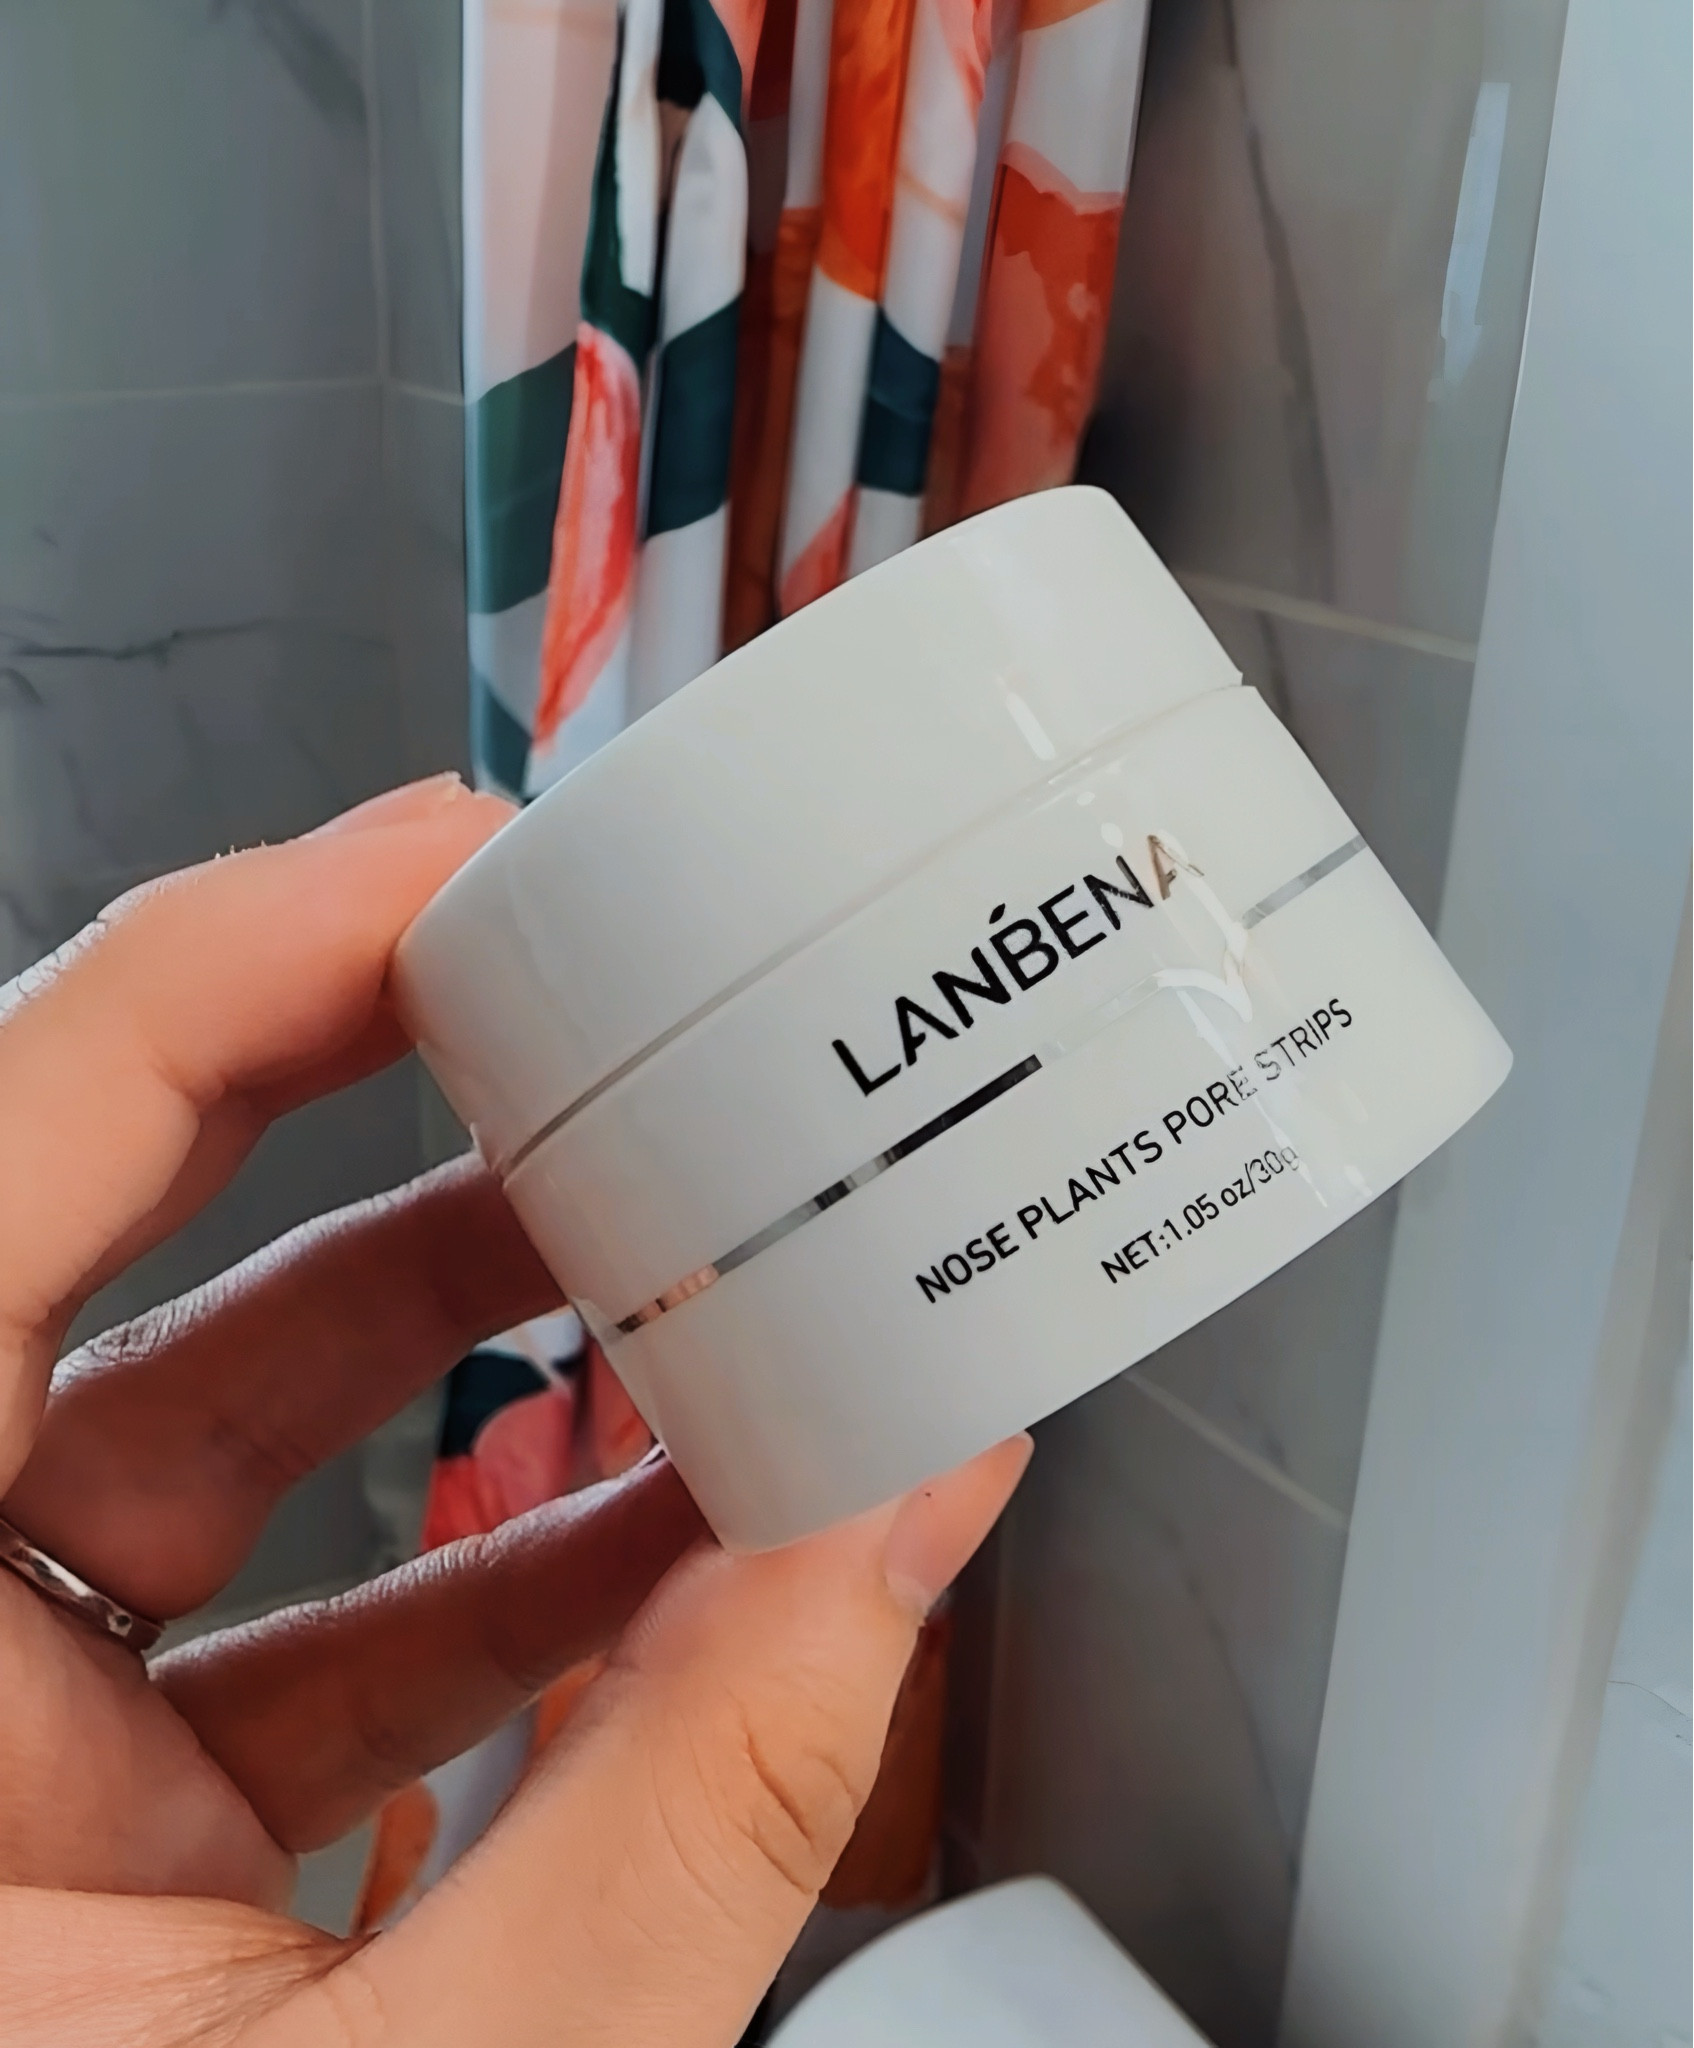 LANBENA
NOSE PLANTS PORE STRIPS
NET:1.05 oz/30g